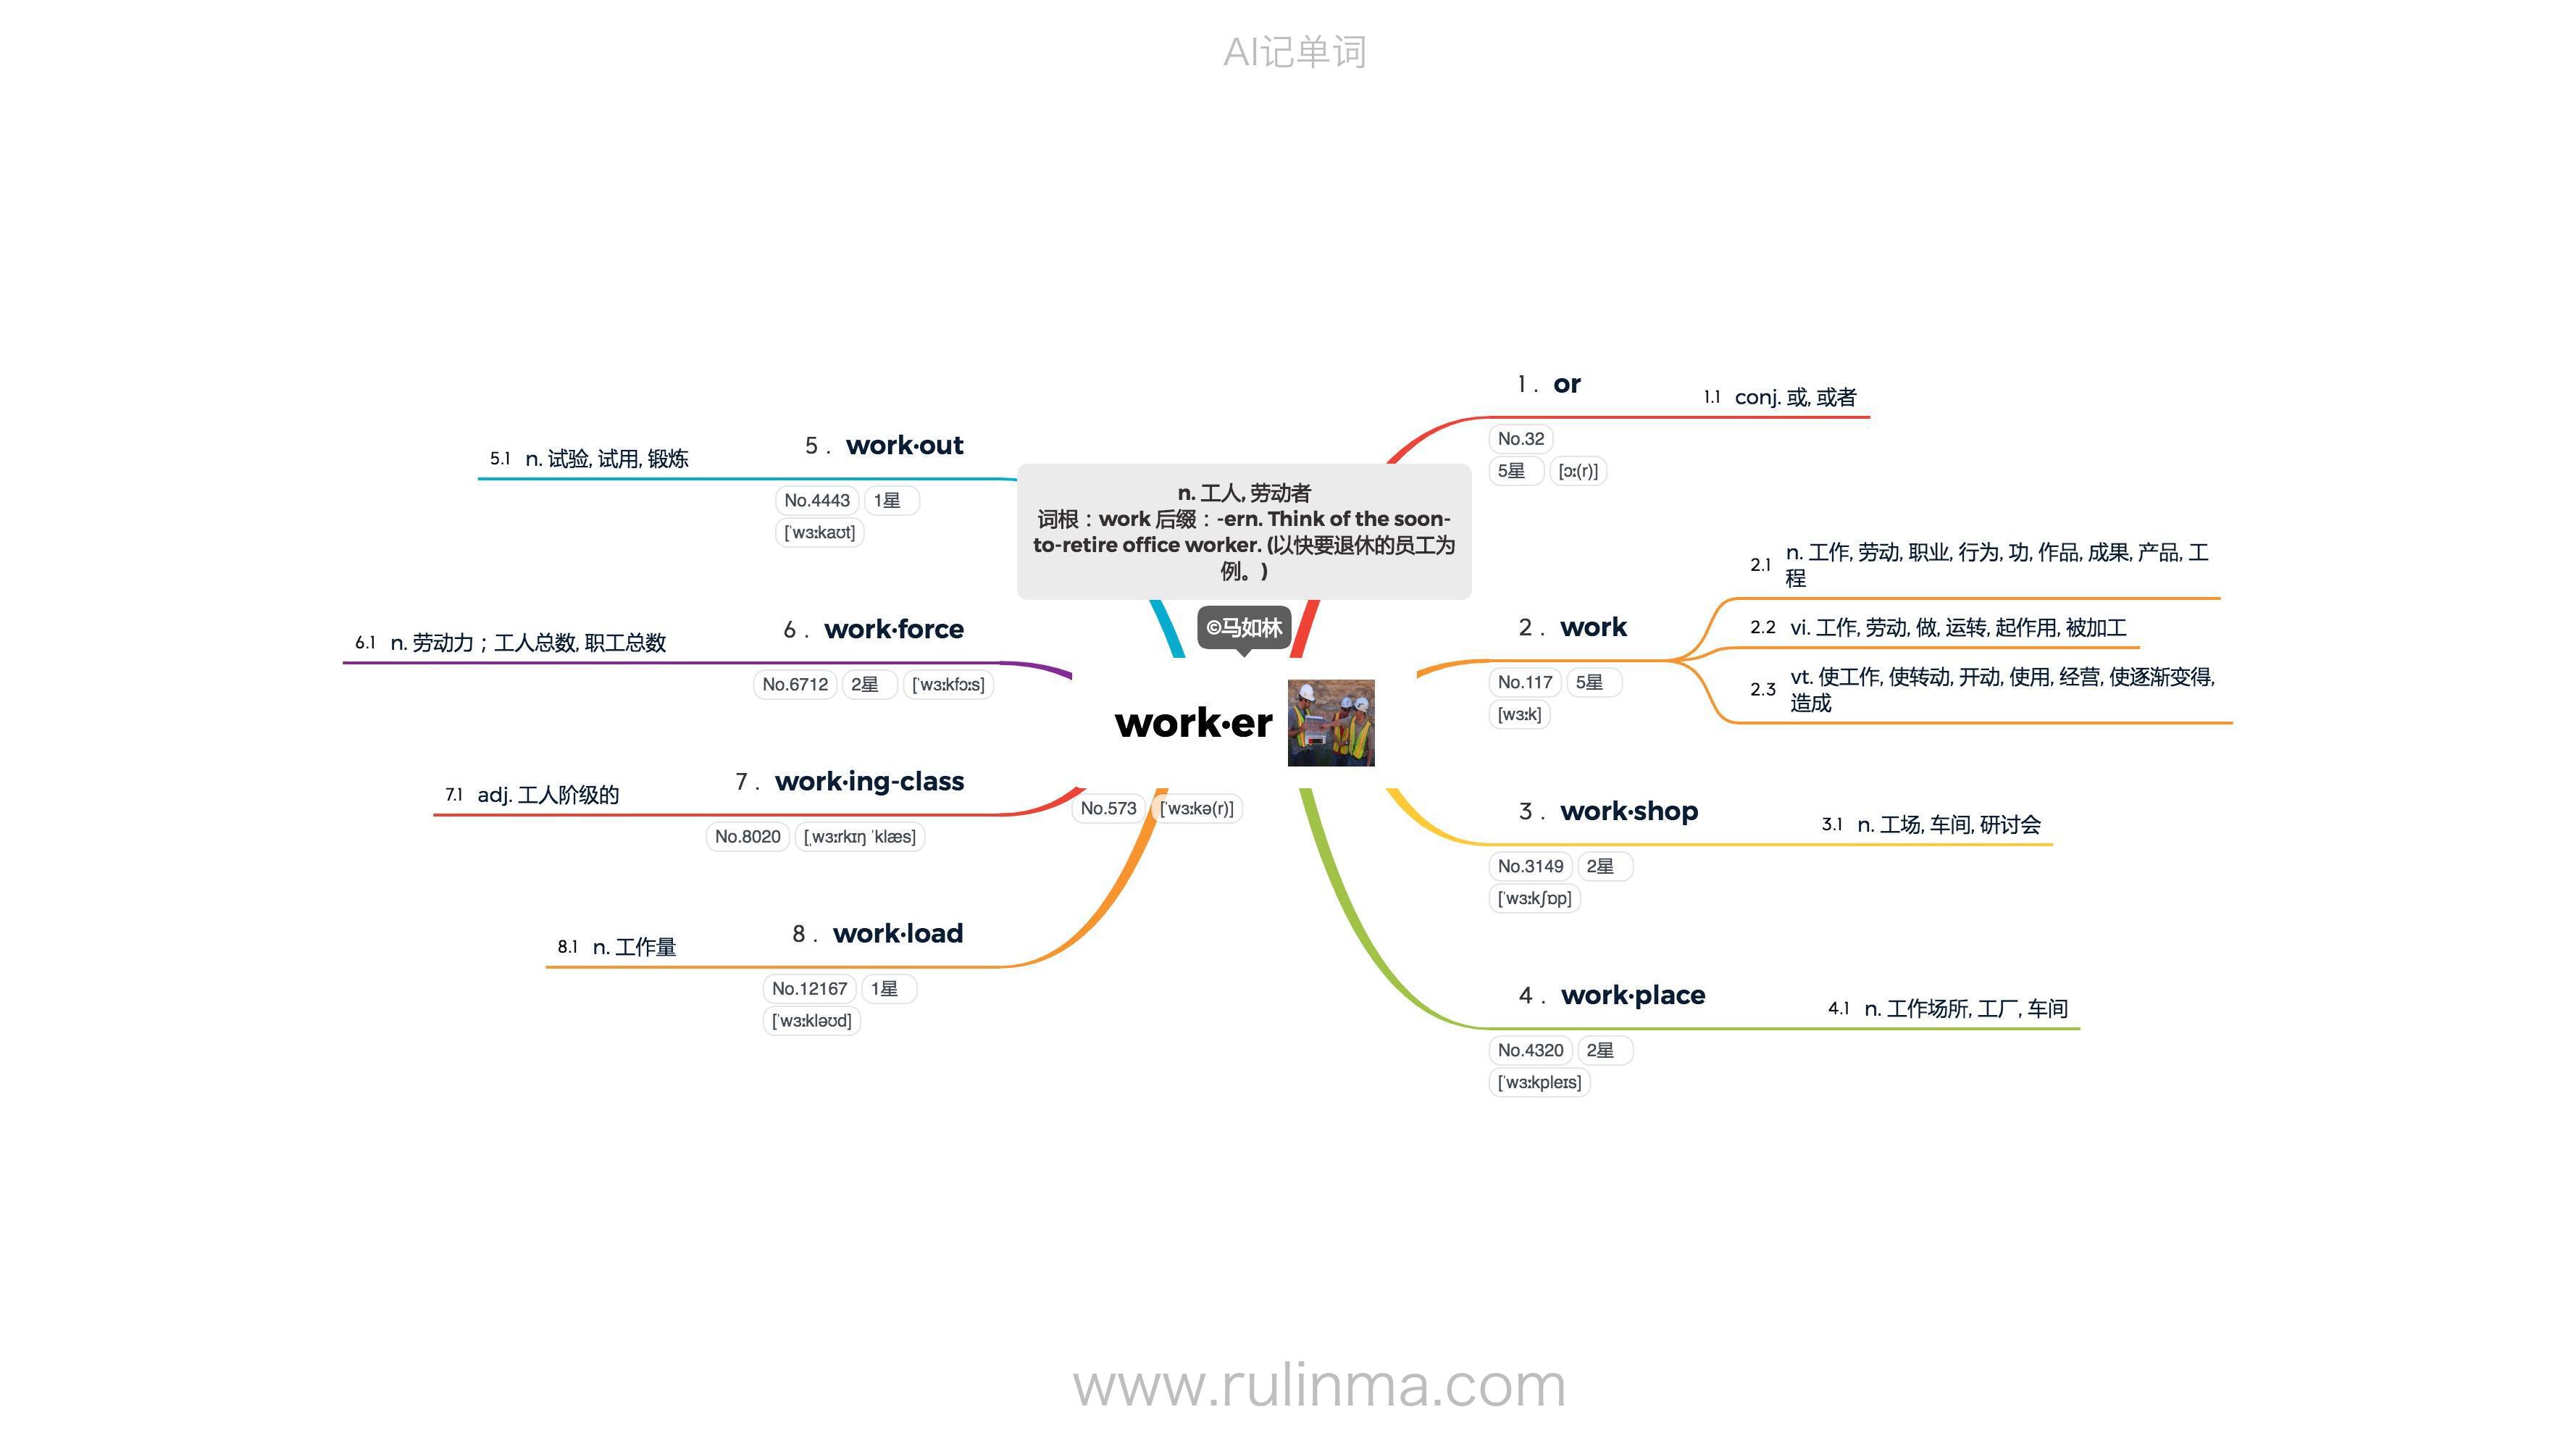 AI记单词
n. 工人, 劳动者
词根：work 后缀：-ern. Think of the soon-
to-retire office worker. (以快要退休的员工为
例。)
©马如林
work·er
No.573 [ˈwɜːkə(r)]
1. or
No.32
5星 [ɔː(r)]
1.1 conj. 或, 或者
2. work
No.117 5星
[wɜːk]
2.1 n. 工作, 劳动, 职业, 行为, 功, 作品, 成果, 产品, 工
程
2.2 vi. 工作, 劳动, 做, 运转, 起作用, 被加工
2.3 vt. 使工作, 使转动, 开动, 使用, 经营, 使逐渐变得,
造成
3. work·shop
No.3149 2星
[ˈwɜːkʃɒp]
3.1 n. 工场, 车间, 研讨会
4. work·place
No.4320 2星
[ˈwɜːkpleɪs]
4.1 n. 工作场所, 工厂, 车间
5. work·out
No.4443 1星
[ˈwɜːkaʊt]
5.1 n. 试验, 试用, 锻炼
6. work·force
No.6712 2星 [ˈwɜːkfɔːs]
6.1 n. 劳动力；工人总数, 职工总数
7. work·ing-class
No.8020 [ˌwɜːrkɪŋ ˈklæs]
7.1 adj. 工人阶级的
8. work·load
No.12167 1星
[ˈwɜːkləʊd]
8.1 n. 工作量
www.rulinma.com